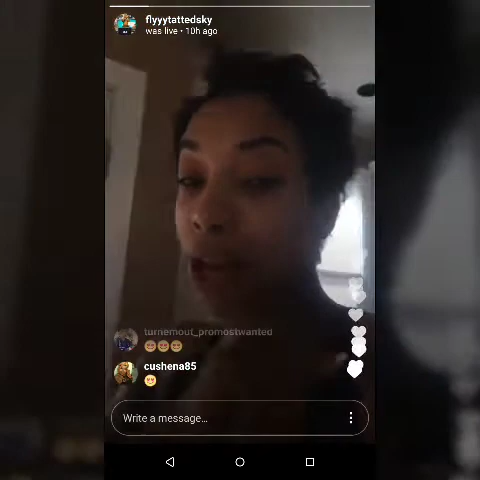 flyyytattedsky
was live • 10h ago
turnemout_promostwanted
cushena85
Write a message...